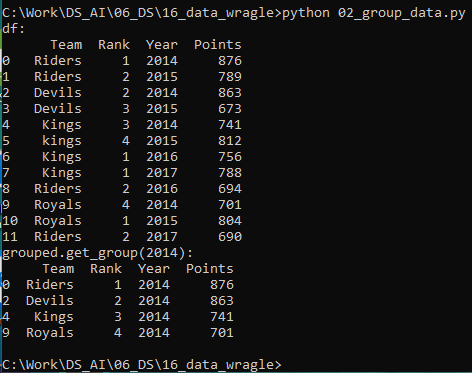 C:\Work\DS_AI\06_DS\16_data_wragle>python 02_group_data.py
df:
      Team  Rank  Year  Points
0   Riders     1  2014     876
1   Riders     2  2015     789
2   Devils     2  2014     863
3   Devils     3  2015     673
4    Kings     3  2014     741
5    kings     4  2015     812
6    Kings     1  2016     756
7    Kings     1  2017     788
8   Riders     2  2016     694
9   Royals     4  2014     701
10  Royals     1  2015     804
11  Riders     2  2017     690
grouped.get_group(2014):
     Team  Rank  Year  Points
0  Riders     1  2014     876
2  Devils     2  2014     863
4   Kings     3  2014     741
9  Royals     4  2014     701
C:\Work\DS_AI\06_DS\16_data_wragle>